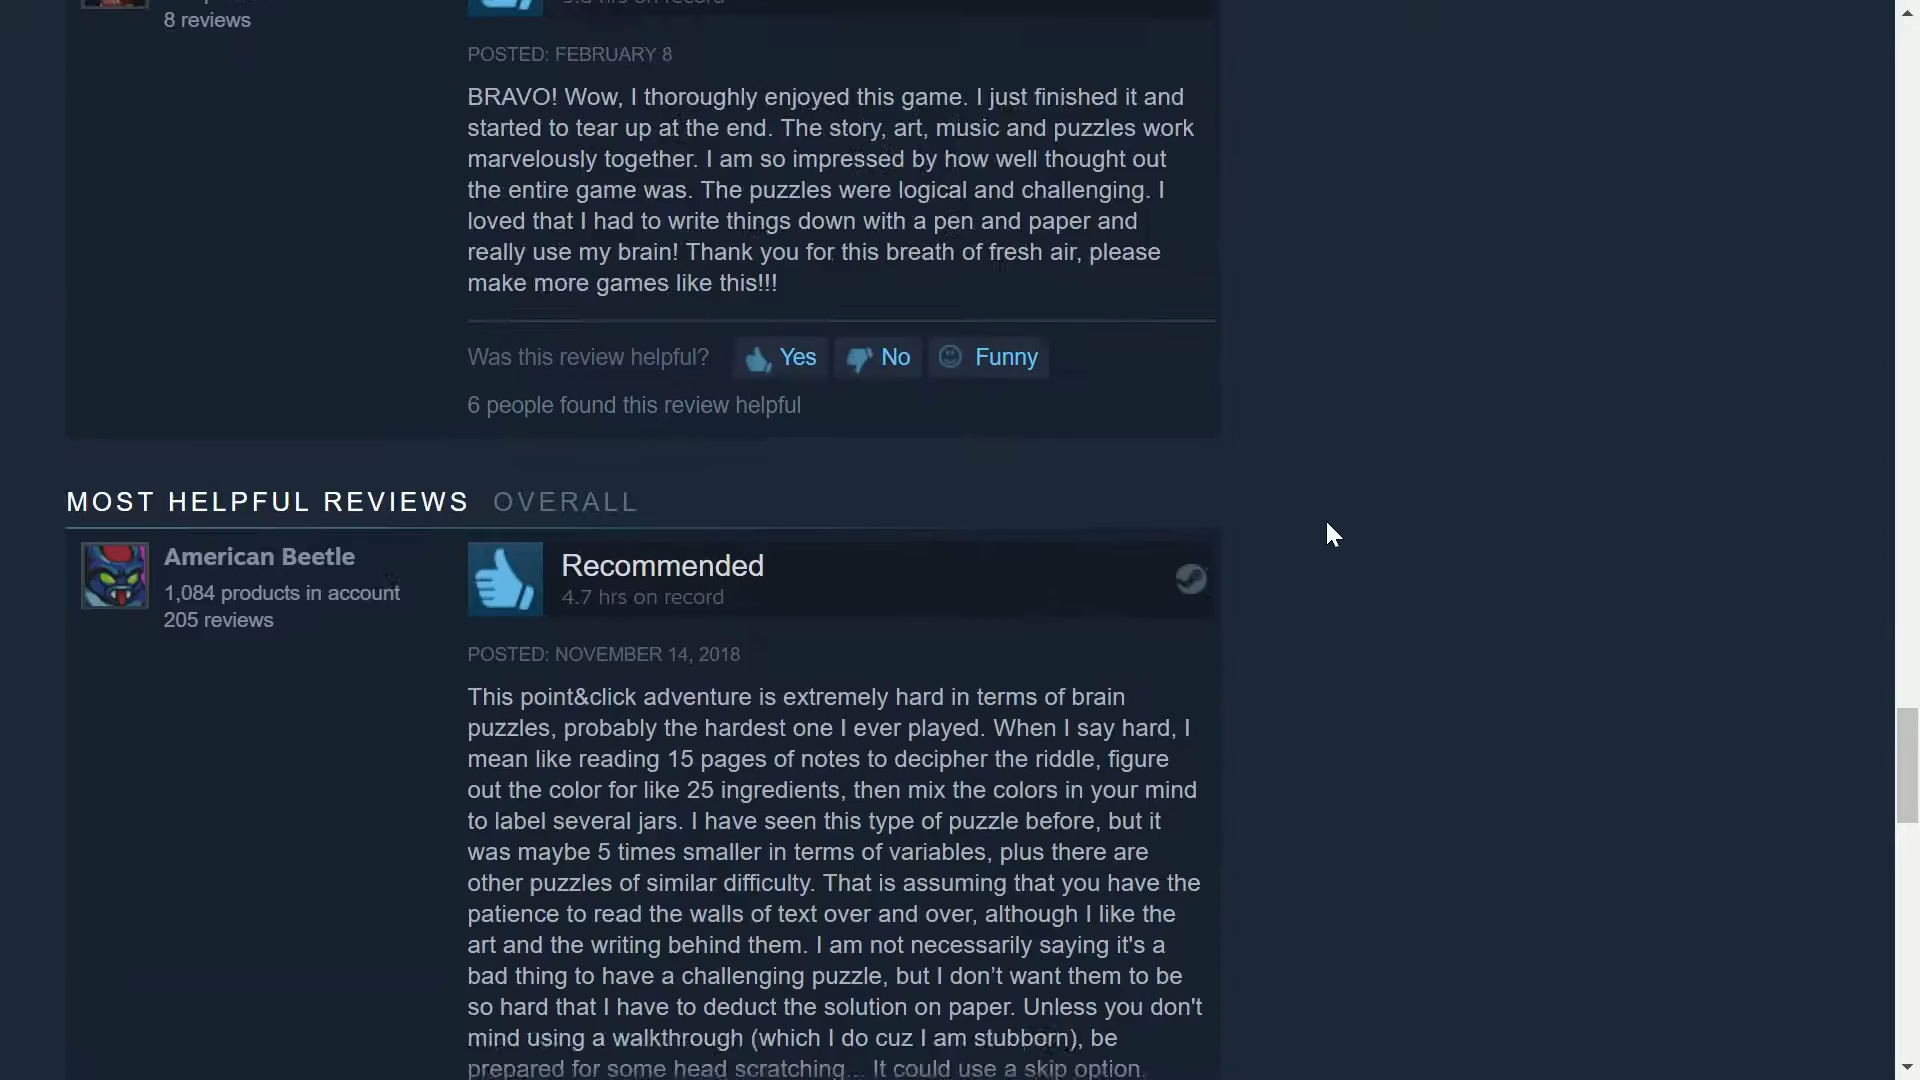 8 reviews
POSTED: FEBRUARY 8
BRAVO! Wow, I thoroughly enjoyed this game. I just finished it and
started to tear up at the end. The story, art, music and puzzles work
marvelously together. I am so impressed by how well thought out
the entire game was. The puzzles were logical and challenging. I
loved that I had to write things down with a pen and paper and
really use my brain! Thank you for this breath of fresh air, please
make more games like this!!!
Was this review helpful? Yes No Funny
6 people found this review helpful
MOST HELPFUL REVIEWS OVERALL
American Beetle
1,084 products in account
205 reviews
Recommended
4.7 hrs on record
POSTED: NOVEMBER 14, 2018
This point&click adventure is extremely hard in terms of brain
puzzles, probably the hardest one I ever played. When I say hard, I
mean like reading 15 pages of notes to decipher the riddle, figure
out the color for like 25 ingredients, then mix the colors in your mind
to label several jars. I have seen this type of puzzle before, but it
was maybe 5 times smaller in terms of variables, plus there are
other puzzles of similar difficulty. That is assuming that you have the
patience to read the walls of text over and over, although I like the
art and the writing behind them. I am not necessarily saying it's a
bad thing to have a challenging puzzle, but I don’t want them to be
so hard that I have to deduct the solution on paper. Unless you don't
mind using a walkthrough (which I do cuz I am stubborn), be
prepared for some head scratching... It could use a skip option.